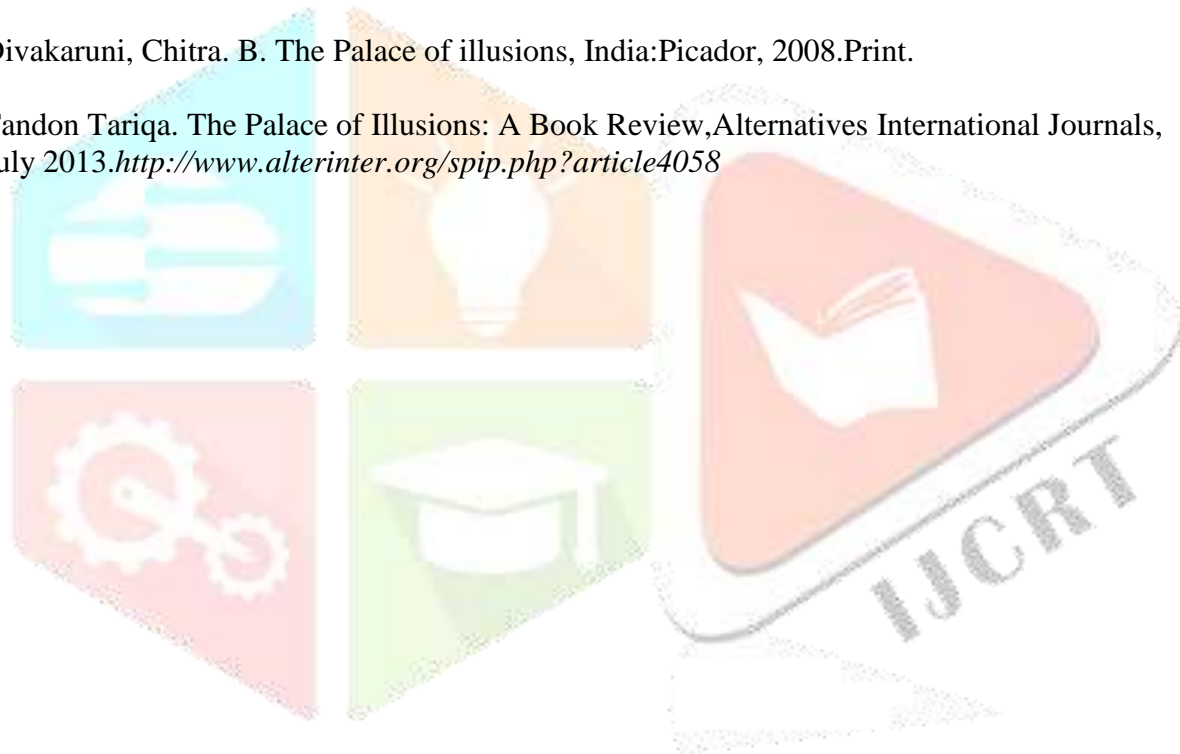 Divakaruni, Chitra. B. The Palace of illusions, India:Picador, 2008.Print.
Tandon Tariqa. The Palace of Illusions: A Book Review,Alternatives International Journals,
July 2013.http://www.alterinter.org/spip.php?article4058
IJCRT